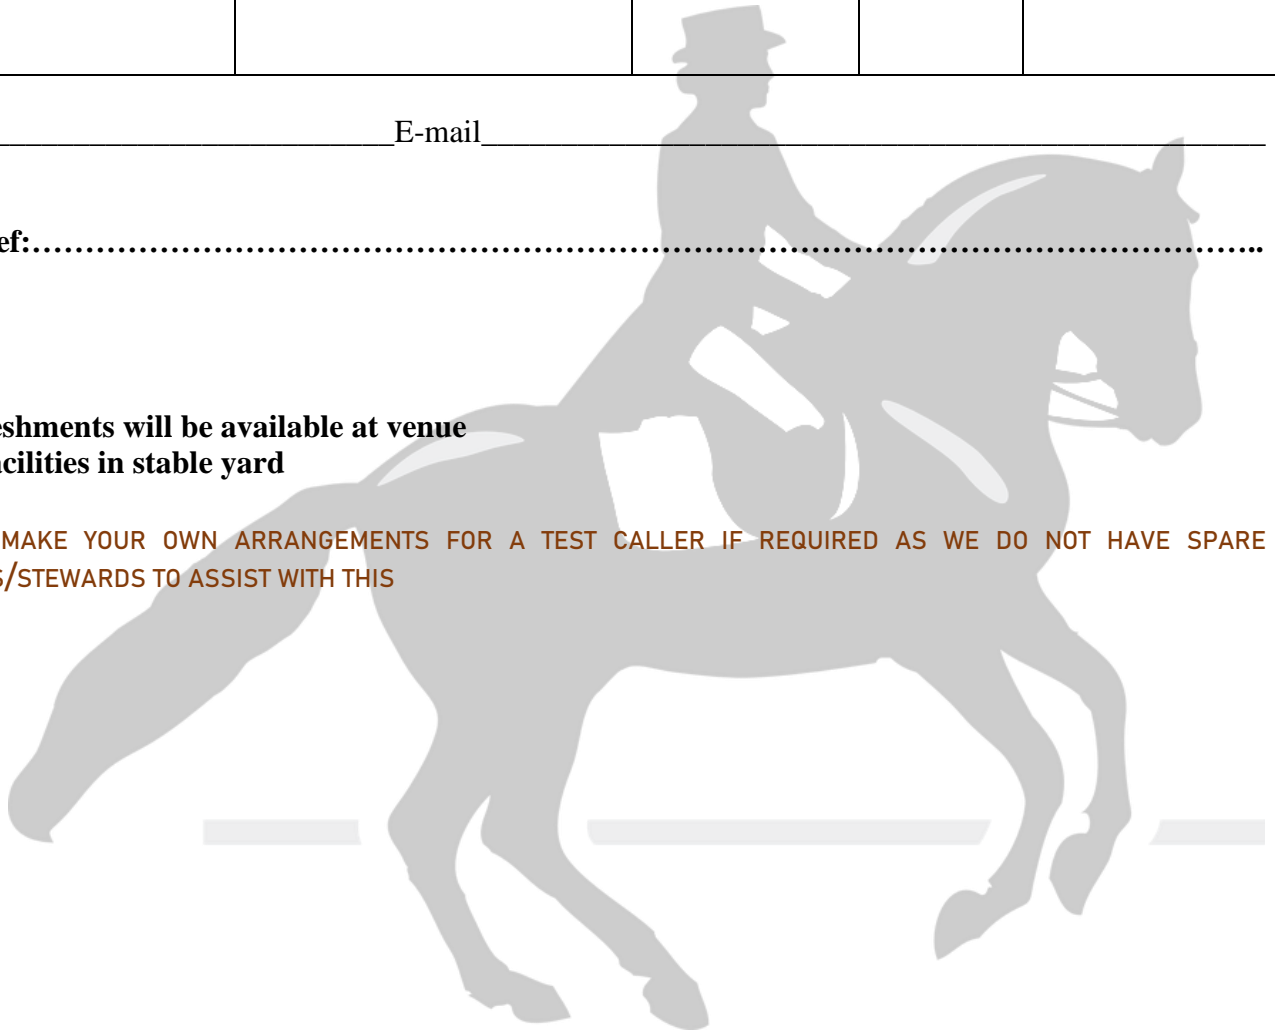 E-mail
ef:……………………………………………………………………………………………………..
eshments will be available at venue
acilities in stable yard
MAKE YOUR OWN ARRANGEMENTS FOR A TEST CALLER IF REQUIRED AS WE DO NOT HAVE SPARE
S/STEWARDS TO ASSIST WITH THIS